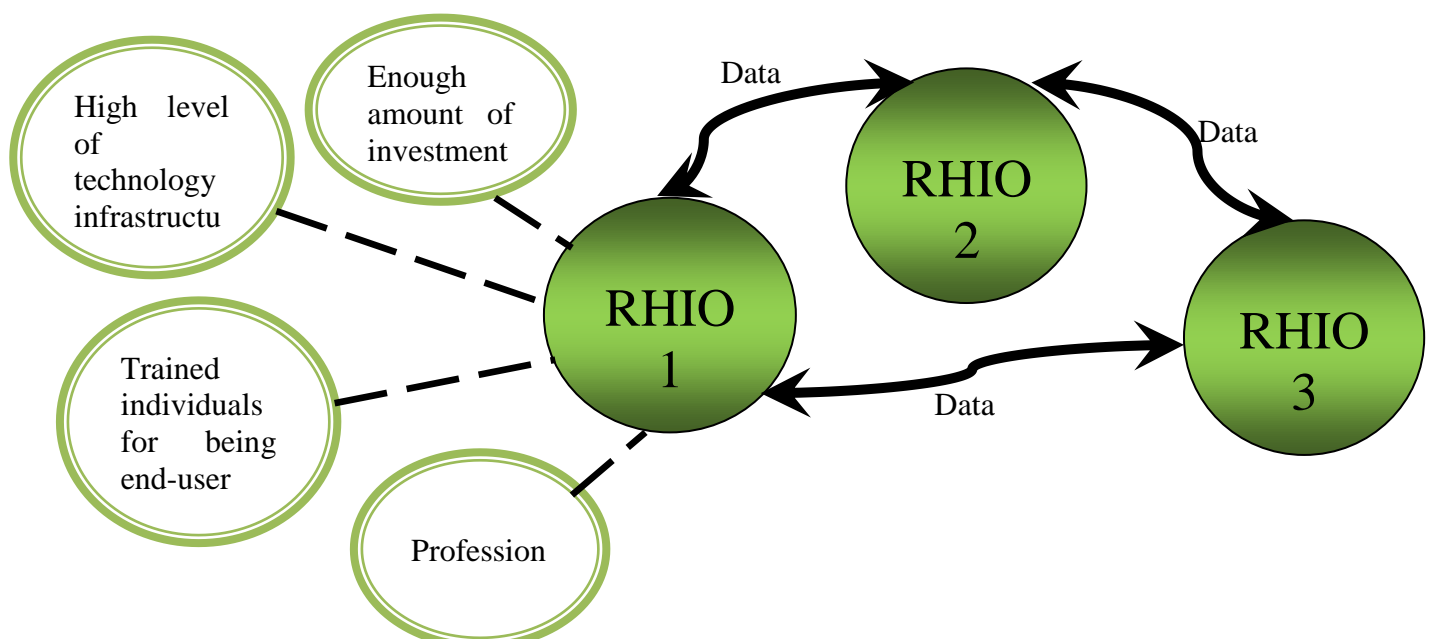 High level
of
technology
infrastructu
Enough
amount of
investment
Trained
individuals
for being
end-user
Profession
RHIO
1
Data
RHIO
2
Data
RHIO
3
Data